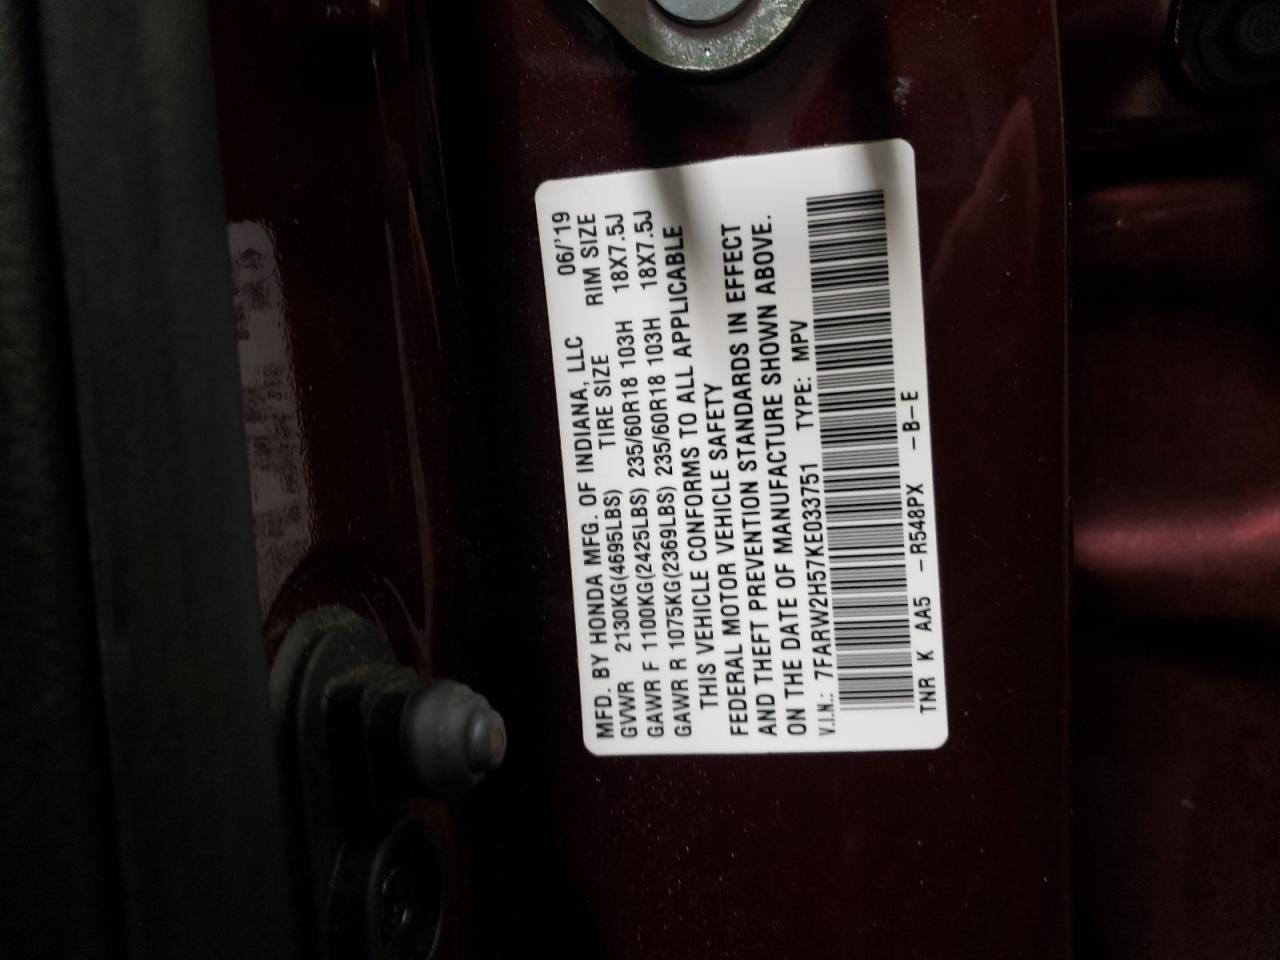 MFD. BY HONDA MFG. OF INDIANA, LLC 06/'19
GVWR 2130KG(4695LBS) TIRE SIZE RIM SIZE
GAWR F 1100KG(2425LBS) 235/60R18 103H 18X7.5J
GAWR R 1075KG(2369LBS) 235/60R18 103H 18X7.5J
THIS VEHICLE CONFORMS TO ALL APPLICABLE
FEDERAL MOTOR VEHICLE SAFETY
AND THEFT PREVENTION STANDARDS IN EFFECT
ON THE DATE OF MANUFACTURE SHOWN ABOVE.
V.I.N.: 7FARW2H57KE033751 TYPE: MPV
TNR K AA5 -R548PX -B-E